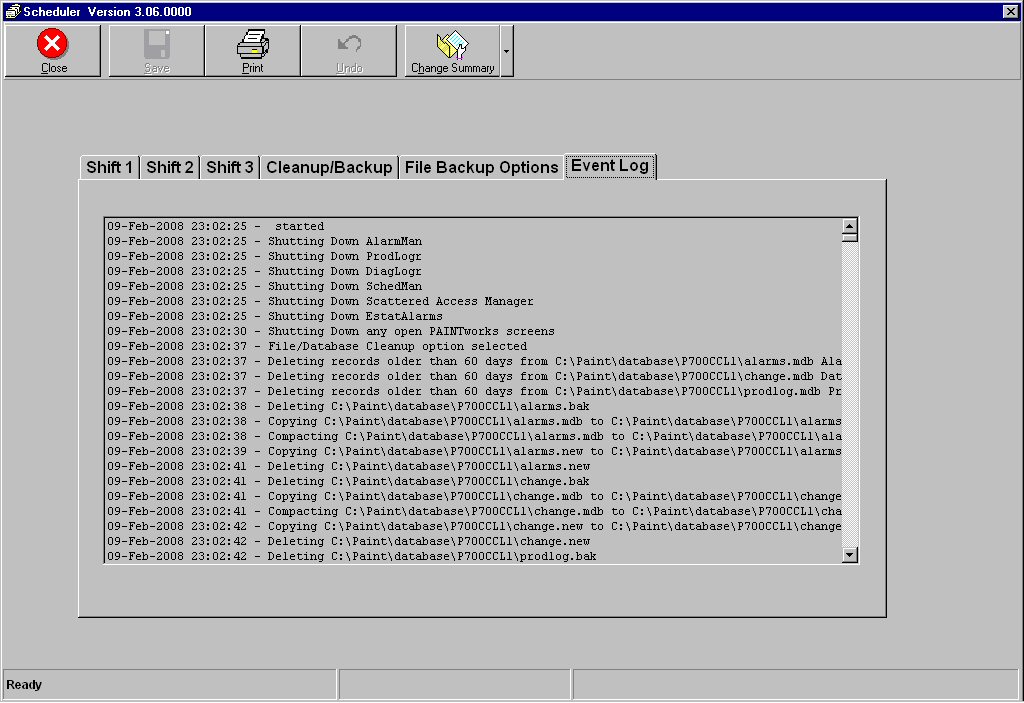 Scheduler  Version 3.06.0000
Close Save Print Undo Change Summary
Shift 1 Shift 2 Shift 3 Cleanup/Backup File Backup Options Event Log
09-Feb-2008 23:02:25 -  started
09-Feb-2008 23:02:25 - Shutting Down AlarmMan
09-Feb-2008 23:02:25 - Shutting Down ProdLogr
09-Feb-2008 23:02:25 - Shutting Down DiagLogr
09-Feb-2008 23:02:25 - Shutting Down SchedMan
09-Feb-2008 23:02:25 - Shutting Down Scattered Access Manager
09-Feb-2008 23:02:25 - Shutting Down EstatAlarms
09-Feb-2008 23:02:30 - Shutting Down any open PAINTworks screens
09-Feb-2008 23:02:37 - File/Database Cleanup option selected
09-Feb-2008 23:02:37 - Deleting records older than 60 days from C:\Paint\database\P700CCL1\alarms.mdb Ala
09-Feb-2008 23:02:37 - Deleting records older than 60 days from C:\Paint\database\P700CCL1\change.mdb Dat
09-Feb-2008 23:02:37 - Deleting records older than 60 days from C:\Paint\database\P700CCL1\prodlog.mdb Pr
09-Feb-2008 23:02:38 - Deleting C:\Paint\database\P700CCL1\alarms.bak
09-Feb-2008 23:02:38 - Copying C:\Paint\database\P700CCL1\alarms.mdb to C:\Paint\database\P700CCL1\alarms
09-Feb-2008 23:02:38 - Compacting C:\Paint\database\P700CCL1\alarms.mdb to C:\Paint\database\P700CCL1\ala
09-Feb-2008 23:02:39 - Copying C:\Paint\database\P700CCL1\alarms.new to C:\Paint\database\P700CCL1\alarms
09-Feb-2008 23:02:41 - Deleting C:\Paint\database\P700CCL1\alarms.new
09-Feb-2008 23:02:41 - Deleting C:\Paint\database\P700CCL1\change.bak
09-Feb-2008 23:02:41 - Copying C:\Paint\database\P700CCL1\change.mdb to C:\Paint\database\P700CCL1\change
09-Feb-2008 23:02:41 - Compacting C:\Paint\database\P700CCL1\change.mdb to C:\Paint\database\P700CCL1\cha
09-Feb-2008 23:02:42 - Copying C:\Paint\database\P700CCL1\change.new to C:\Paint\database\P700CCL1\change
09-Feb-2008 23:02:42 - Deleting C:\Paint\database\P700CCL1\change.new
09-Feb-2008 23:02:42 - Deleting C:\Paint\database\P700CCL1\prodlog.bak
Ready